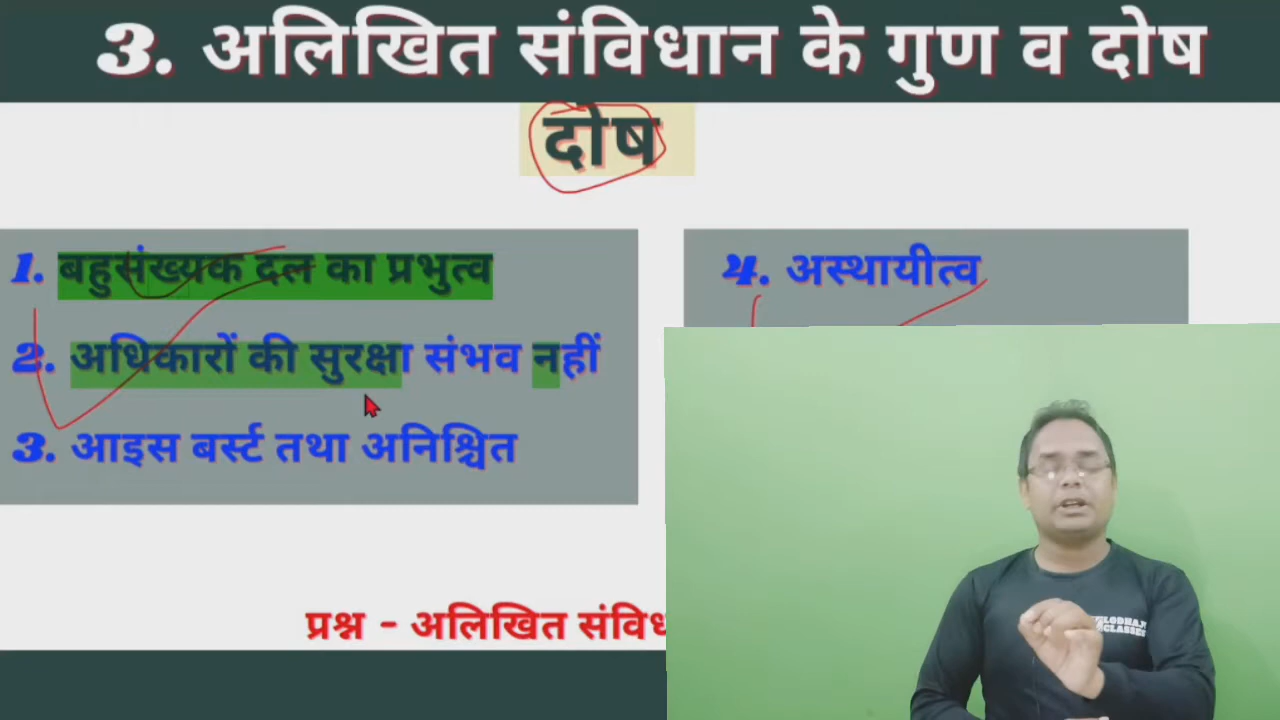 3. अलिखित संविधान के गुण व दोष
दोष
1. बहुसंख्यक दल का प्रभुत्व
2. अधिकारों की सुरक्षा संभव नहीं
3. आइस बर्स्ट तथा अनिश्चित
4. अस्थायीत्व
प्रश्न - अलिखित
CLASSES